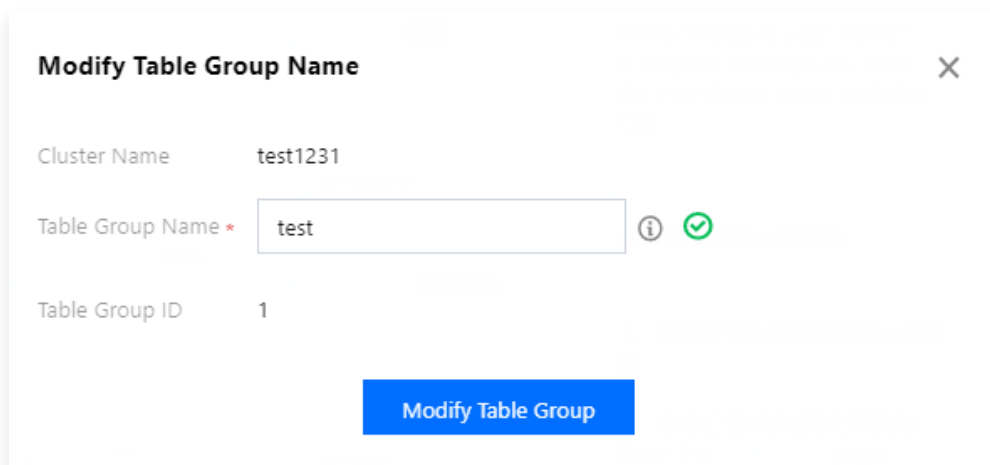 Modify Table Group Name
Cluster Name test1231
Table Group Name * test
Table Group ID 1
Modify Table Group